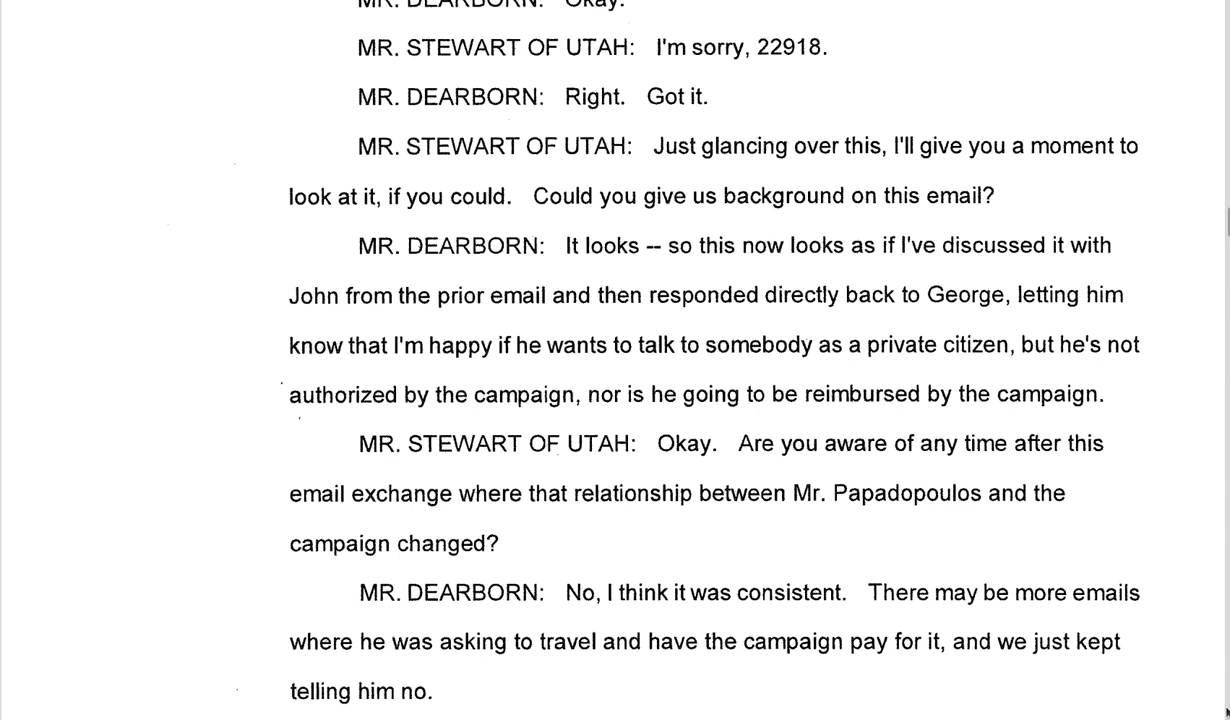 MR. DEARBORN: Okay.
MR. STEWART OF UTAH: I'm sorry, 22918.
MR. DEARBORN: Right. Got it.
MR. STEWART OF UTAH: Just glancing over this, I'll give you a moment to
look at it, if you could. Could you give us background on this email?
MR. DEARBORN: It looks -- so this now looks as if I've discussed it with
John from the prior email and then responded directly back to George, letting him
know that I'm happy if he wants to talk to somebody as a private citizen, but he's not
authorized by the campaign, nor is he going to be reimbursed by the campaign.
MR. STEWART OF UTAH: Okay. Are you aware of any time after this
email exchange where that relationship between Mr. Papadopoulos and the
campaign changed?
MR. DEARBORN: No, I think it was consistent. There may be more emails
where he was asking to travel and have the campaign pay for it, and we just kept
telling him no.